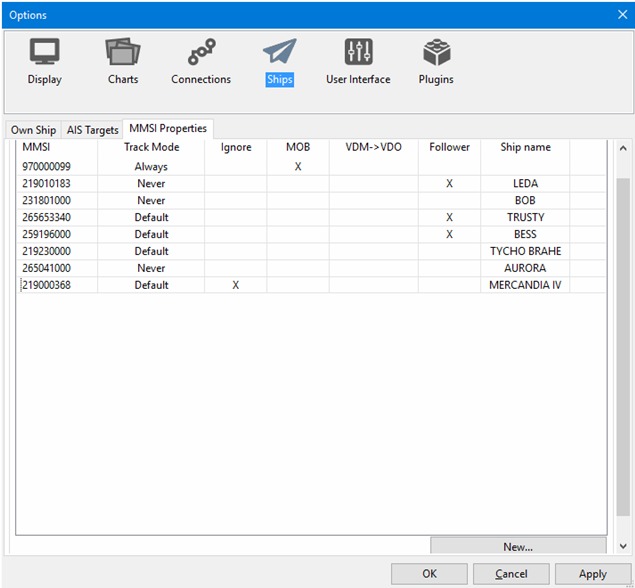 Options
Display Charts Connections Ships User Interface Plugins
Own Ship AIS Targets MMSI Properties
MMSI Track Mode Ignore MOB VDM->VDO Follower Ship name
970000099 Always X
219010183 Never X LEDA
231801000 Never BOB
265653340 Default X TRUSTY
259196000 Default X BESS
219230000 Default TYCHO BRAHE
265041000 Never AURORA
219000368 Default X MERCANDIA IV
New...
OK Cancel Apply